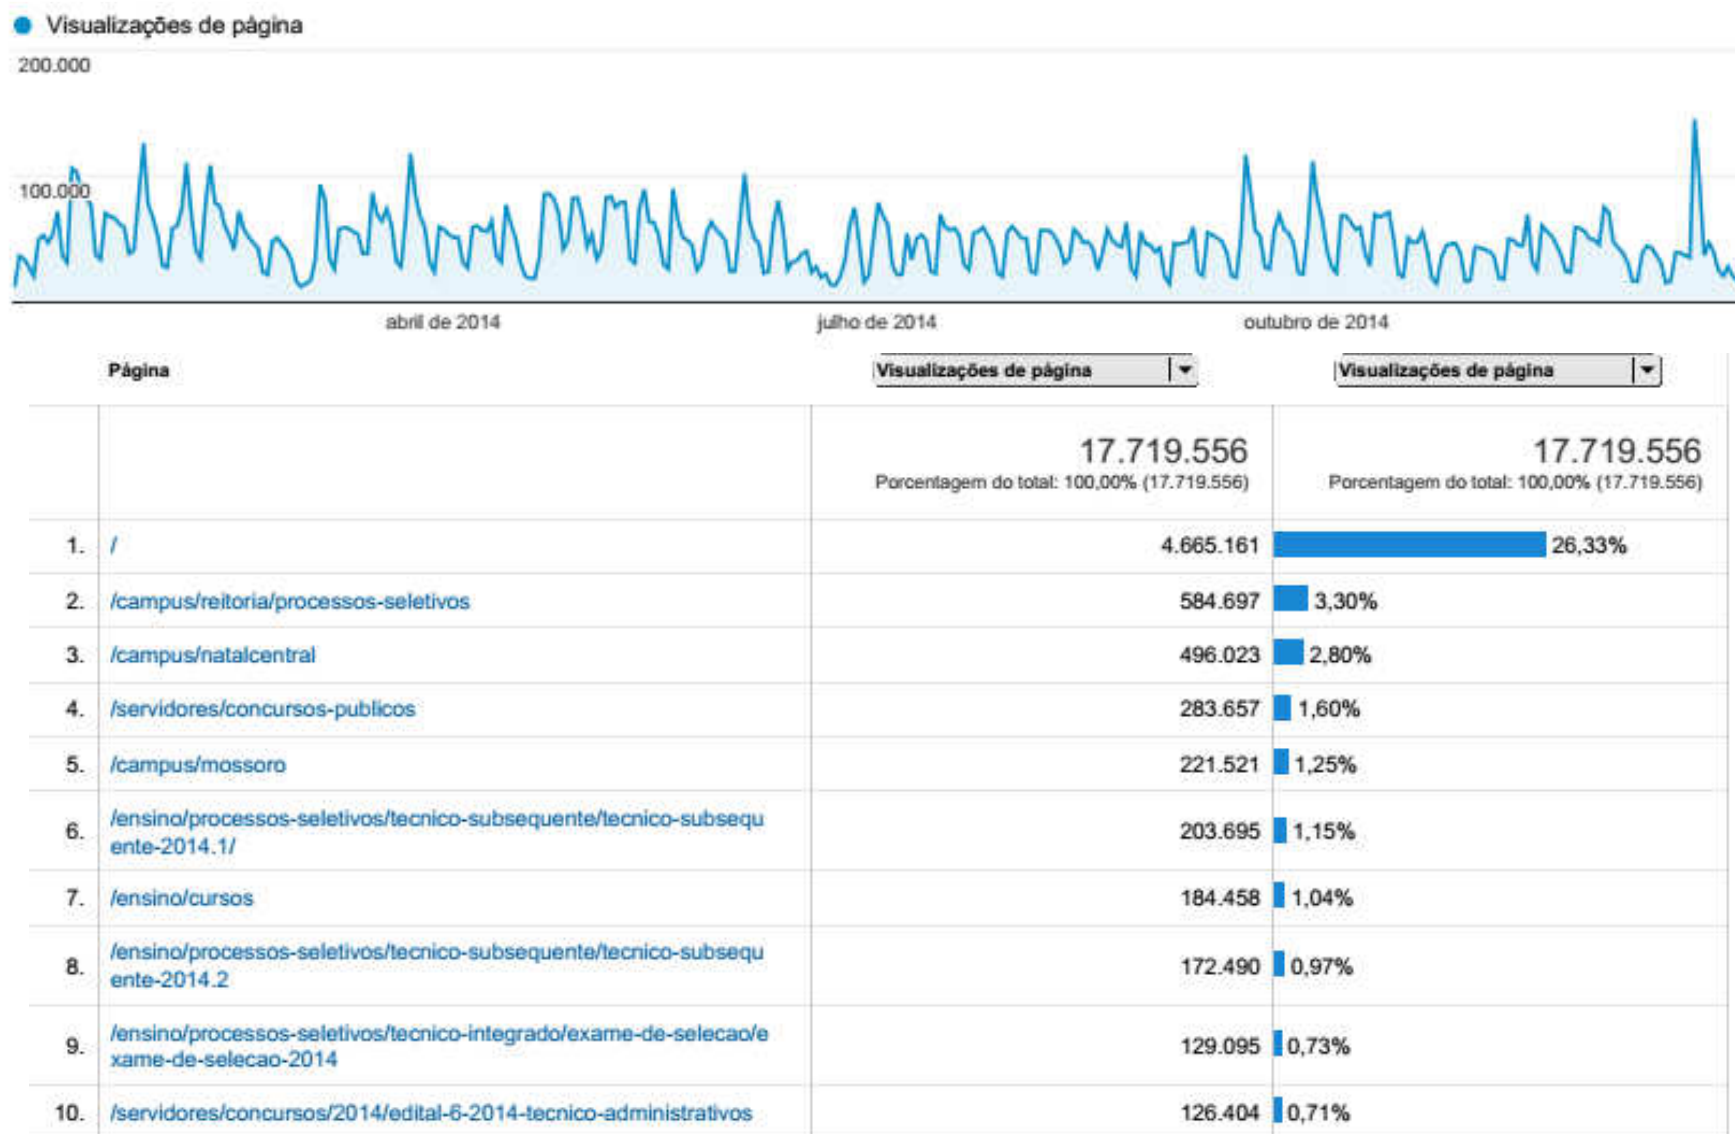 Visualizações de página
200.000
100.000
abril de 2014 julho de 2014 outubro de 2014
Página Visualizações de página Visualizações de página
17.719.556 17.719.556
Porcentagem do total: 100,00% (17.719.556) Porcentagem do total: 100,00% (17.719.556)
1. / 4.665.161 26,33%
2. /campus/reitoria/processos-seletivos 584.697 3,30%
3. /campus/natalcentral 496.023 2,80%
4. /servidores/concursos-publicos 283.657 1,60%
5. /campus/mossoro 221.521 1,25%
6. /ensino/processos-seletivos/tecnico-subsequente/tecnico-subsequ
ente-2014.1/ 203.695 1,15%
7. /ensino/cursos 184.458 1,04%
8. /ensino/processos-seletivos/tecnico-subsequente/tecnico-subsequ
ente-2014.2 172.490 0,97%
9. /ensino/processos-seletivos/tecnico-integrado/exame-de-selecao/e
xame-de-selecao-2014 129.095 0,73%
10. /servidores/concursos/2014/edital-6-2014-tecnico-administrativos 126.404 0,71%